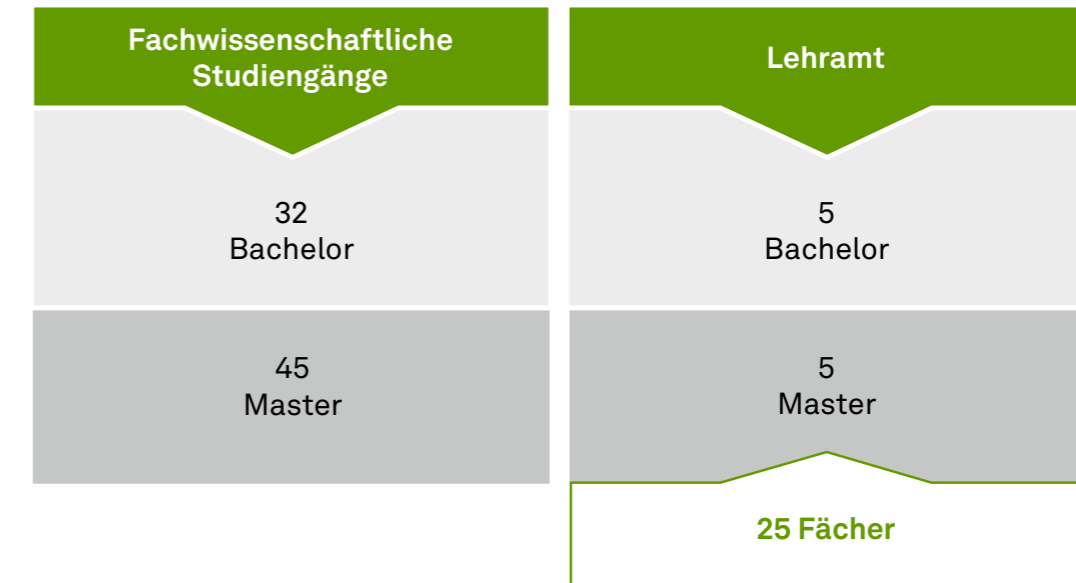 Fachwissenschaftliche
Studiengänge
32
Bachelor
45
Master
Lehramt
5
Bachelor
5
Master
25 Fächer